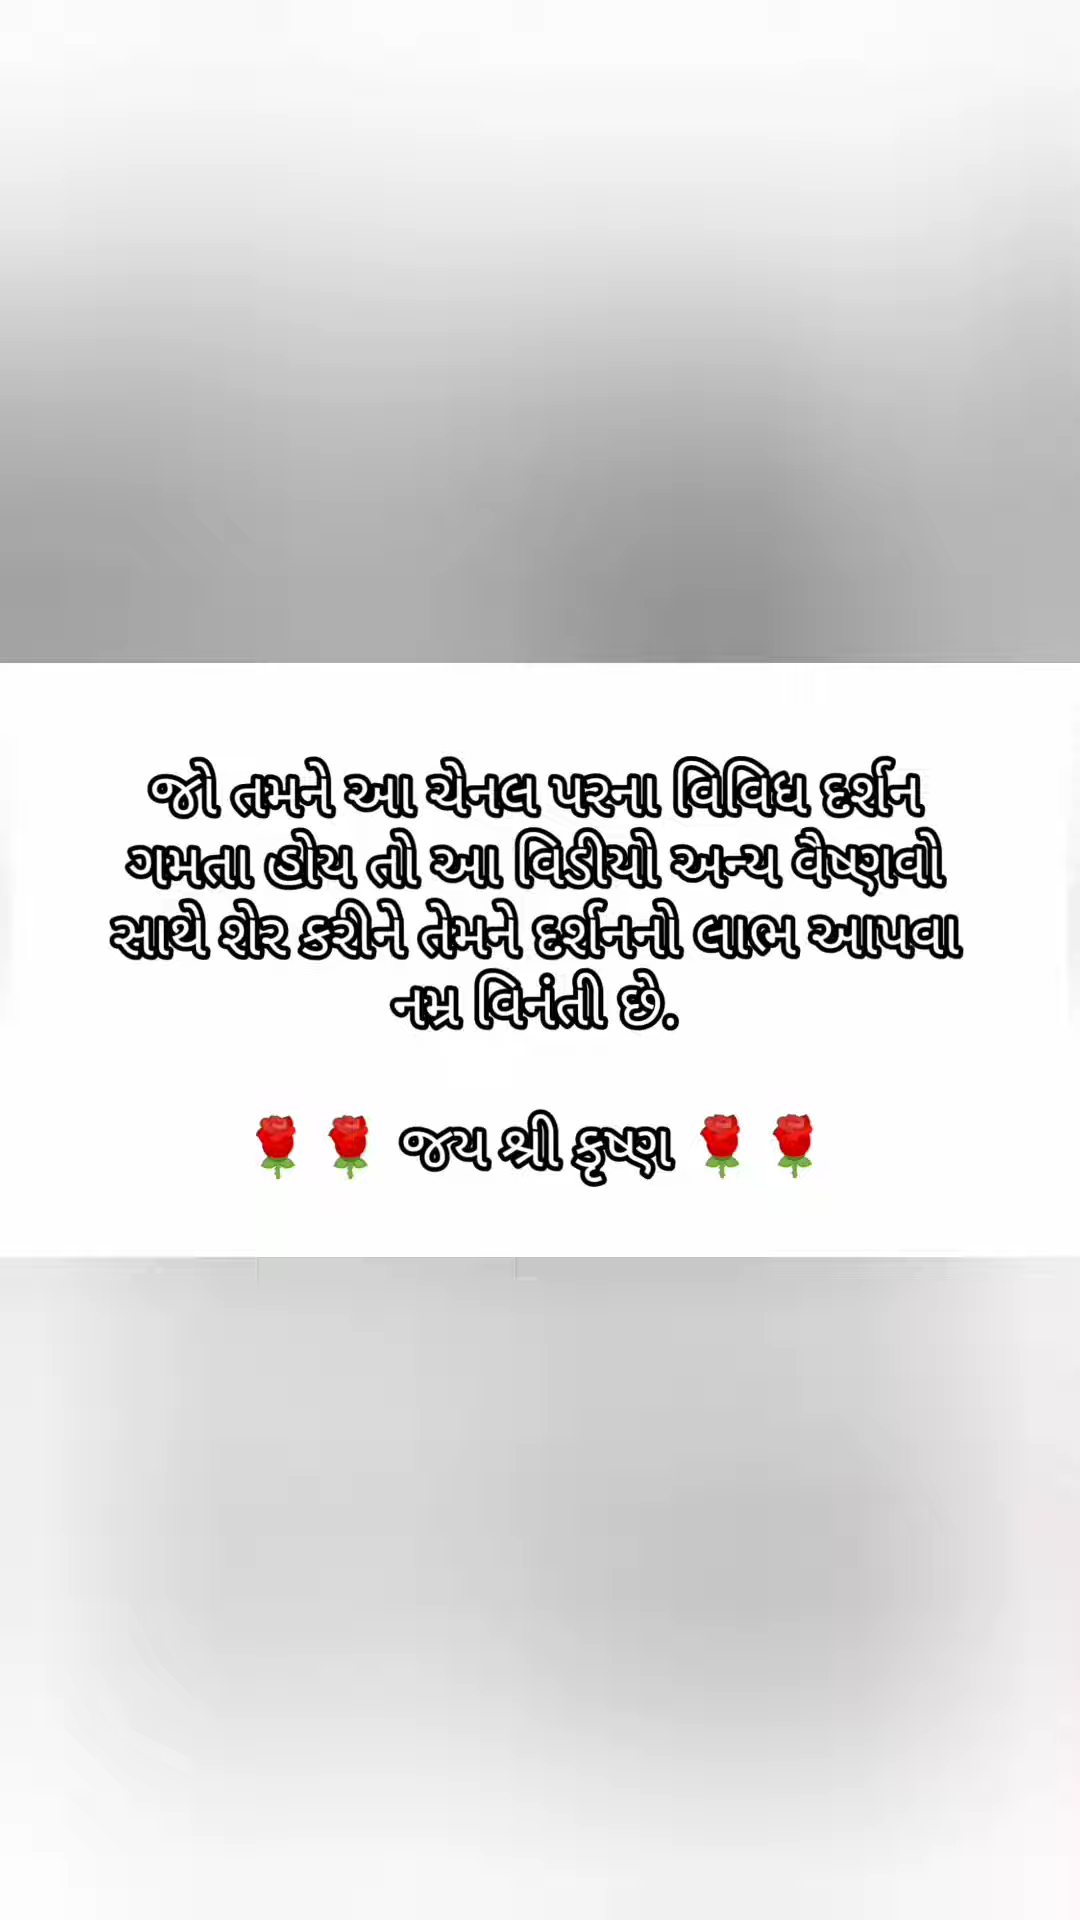 જો તમને આ ચેનલ પરના વિવિધ દર્શન
ગમતા હોય તો આ વિડીયો અન્ય વૈષ્ણવો
સાથે શેર કરીને તેમને દર્શનનો લાભ આપવા
નમ્ર વિનંતી છે.
🌹 🌹 જય શ્રી કૃષ્ણ 🌹 🌹